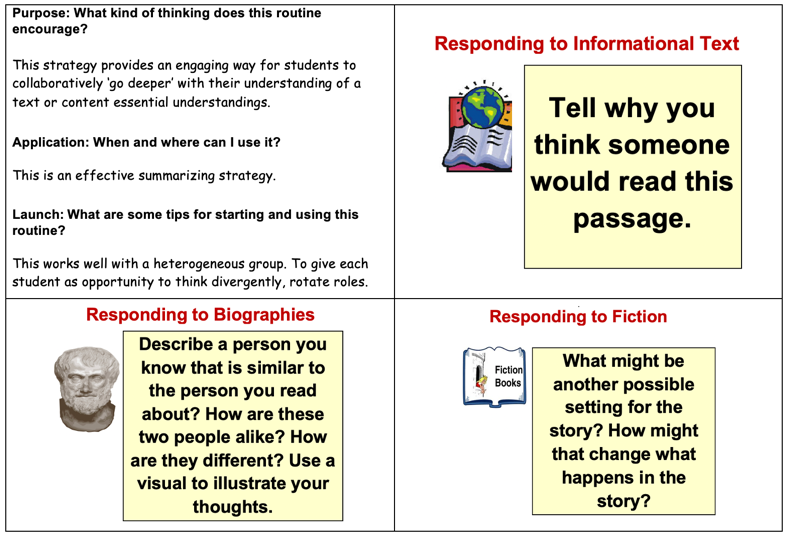 Purpose: What kind of thinking does this routine
encourage?
This strategy provides an engaging way for students to
collaboratively ‘go deeper’ with their understanding of a
text or content essential understandings.
Application: When and where can I use it?
This is an effective summarizing strategy.
Launch: What are some tips for starting and using this
routine?
This works well with a heterogeneous group. To give each
student as opportunity to think divergently, rotate roles.
Responding to Informational Text
Tell why you
think someone
would read this
passage.
Responding to Biographies
Describe a person you
know that is similar to
the person you read
about? How are these
two people alike? How
are they different? Use a
visual to illustrate your
thoughts.
Responding to Fiction
Fiction
Books
What might be
another possible
setting for the
story? How might
that change what
happens in the
story?